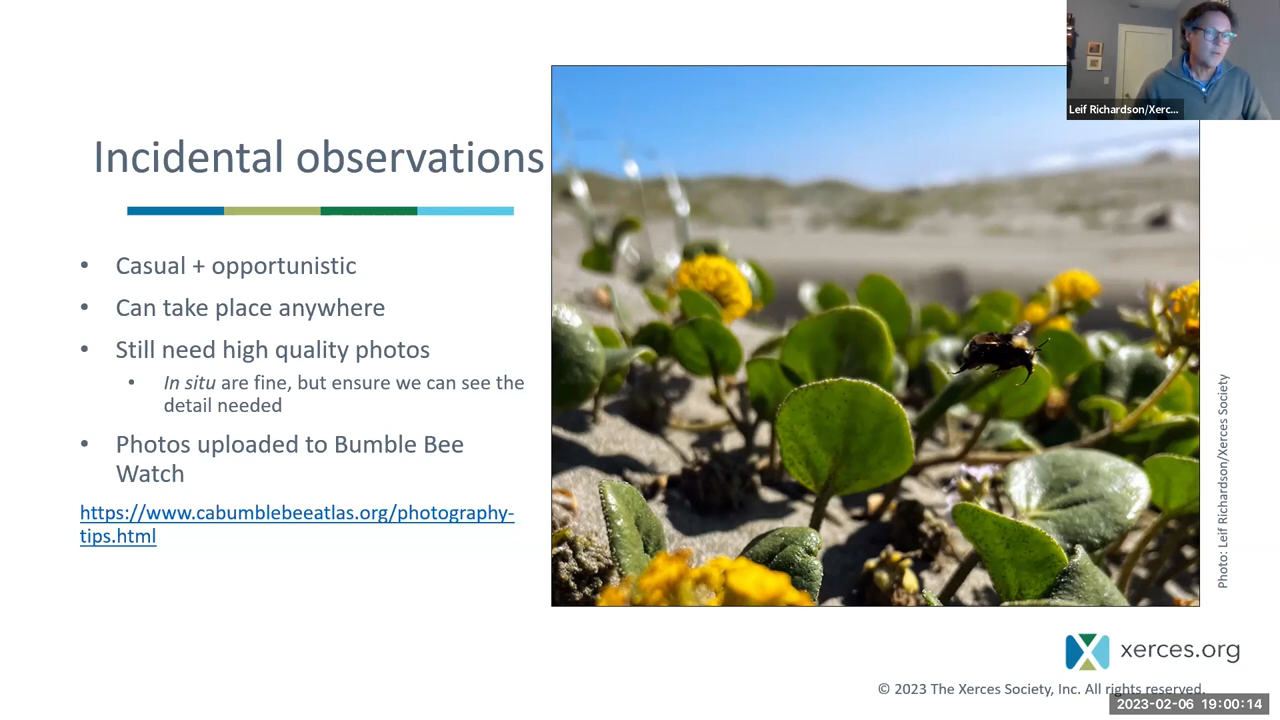 Leif Richardson/Xerc...
Incidental observations
• Casual + opportunistic
• Can take place anywhere
• Still need high quality photos
• In situ are fine, but ensure we can see the
detail needed
• Photos uploaded to Bumble Bee
Watch
https://www.cabumblebeeatlas.org/photography-
tips.html
Photo: Leif Richardson/Xerces Society
xerces.org
© 2023 The Xerces Society, Inc. All rights reserved.
2023-02-06 19:00:14